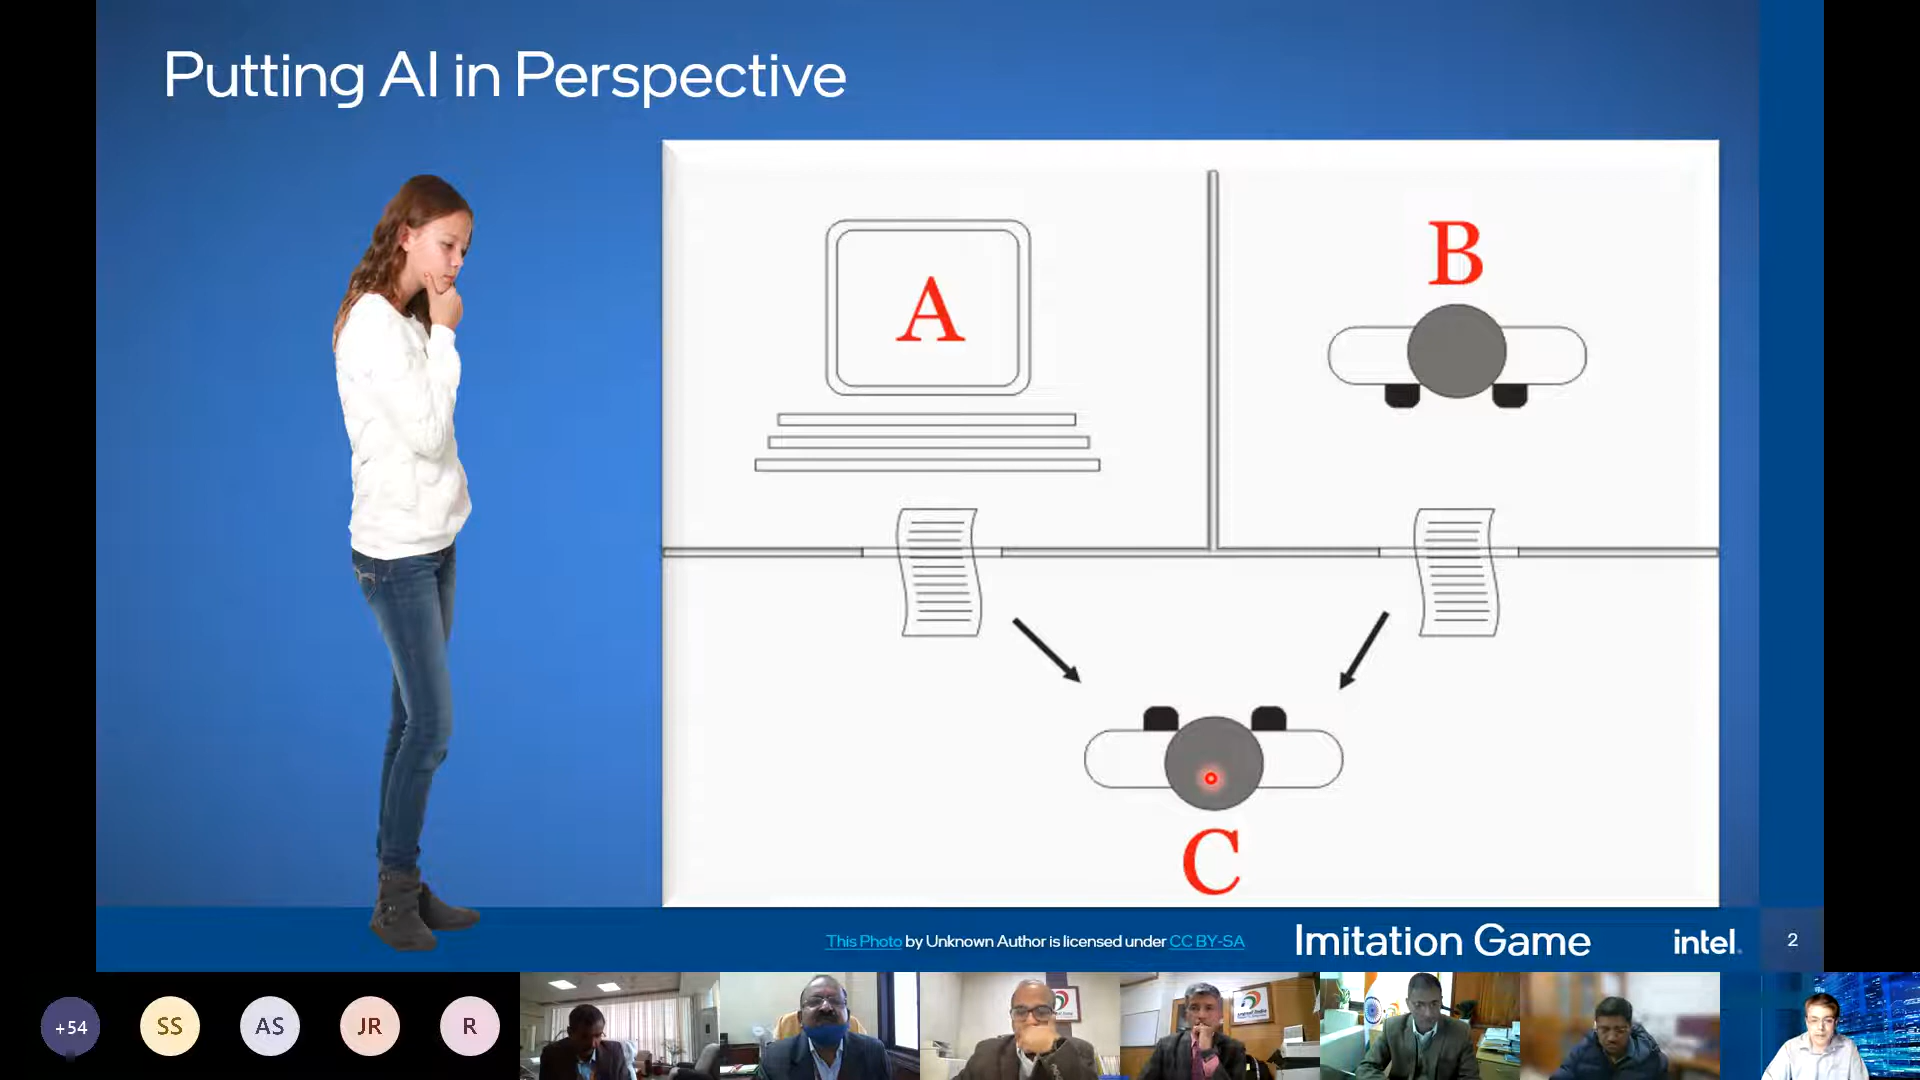 Putting AI in Perspective
A
B
C
This Photo by Unknown Author is licensed under CC BY-SA
Imitation Game
intel.
2
+54
SS
AS
JR
R